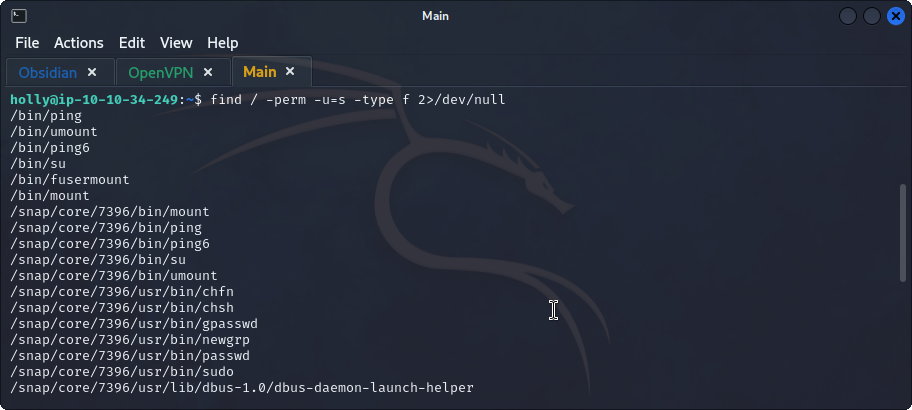 Main
File Actions Edit View Help
Obsidian × OpenVPN × Main ×
holly@ip-10-10-34-249:~$ find / -perm -u=s -type f 2>/dev/null
/bin/ping
/bin/umount
/bin/ping6
/bin/su
/bin/fusermount
/bin/mount
/snap/core/7396/bin/mount
/snap/core/7396/bin/ping
/snap/core/7396/bin/ping6
/snap/core/7396/bin/su
/snap/core/7396/bin/umount
/snap/core/7396/usr/bin/chfn
/snap/core/7396/usr/bin/chsh
/snap/core/7396/usr/bin/gpasswd
/snap/core/7396/usr/bin/newgrp
/snap/core/7396/usr/bin/passwd
/snap/core/7396/usr/bin/sudo
/snap/core/7396/usr/lib/dbus-1.0/dbus-daemon-launch-helper